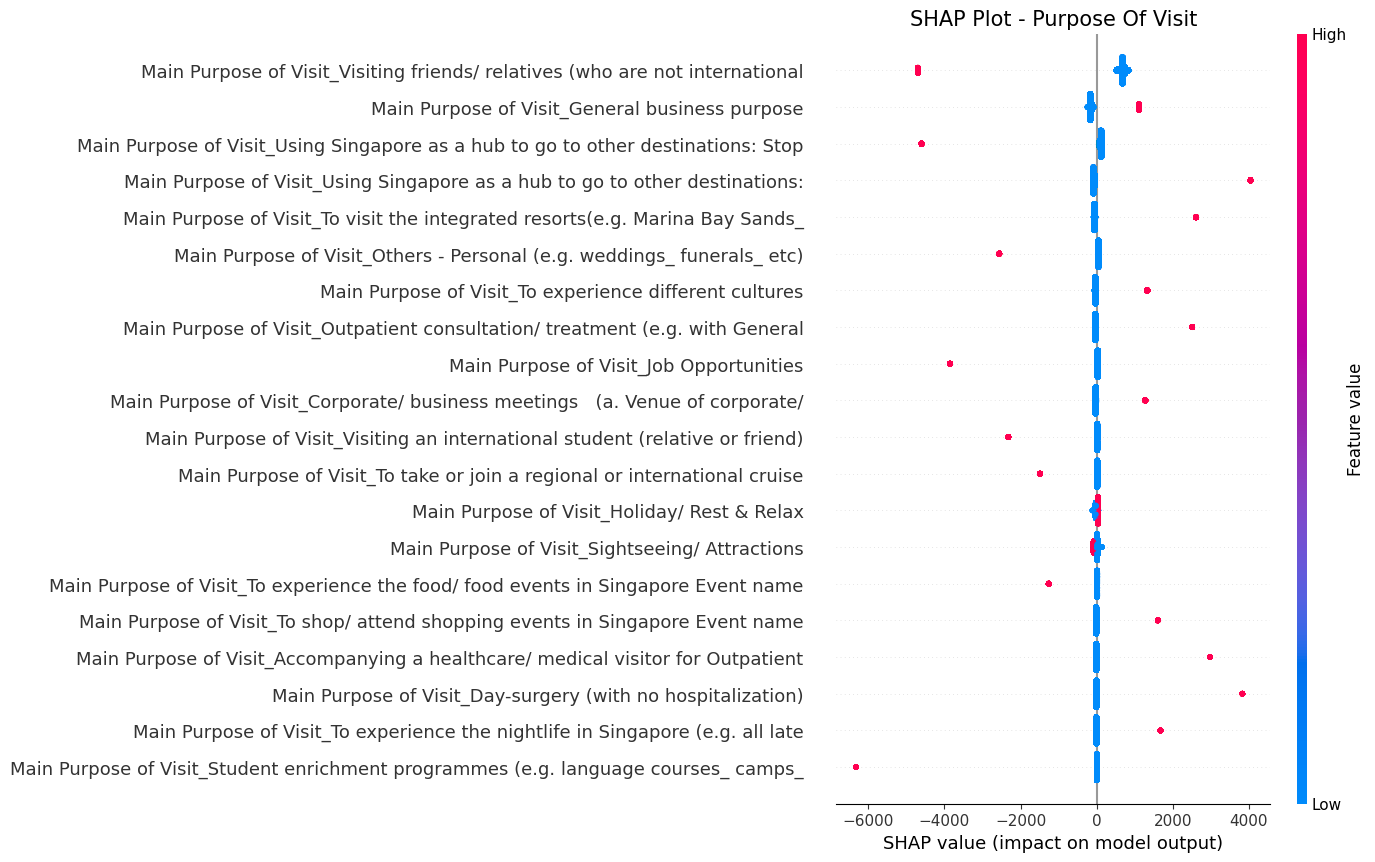 SHAP Plot - Purpose Of Visit
High
Main Purpose of Visit_Visiting friends/ relatives (who are not international
Main Purpose of Visit_General business purpose
Main Purpose of Visit_Using Singapore as a hub to go to other destinations: Stop
Main Purpose of Visit_Using Singapore as a hub to go to other destinations:
Main Purpose of Visit_To visit the integrated resorts(e.g. Marina Bay Sands_
Main Purpose of Visit_Others - Personal (e.g. weddings_ funerals_ etc)
Main Purpose of Visit_To experience different cultures
Main Purpose of Visit_Outpatient consultation/ treatment (e.g. with General
Main Purpose of Visit_Job Opportunities
Main Purpose of Visit_Corporate/ business meetings   (a. Venue of corporate/
Main Purpose of Visit_Visiting an international student (relative or friend)
Main Purpose of Visit_To take or join a regional or international cruise
Main Purpose of Visit_Holiday/ Rest & Relax
Main Purpose of Visit_Sightseeing/ Attractions
Main Purpose of Visit_To experience the food/ food events in Singapore Event name
Main Purpose of Visit_To shop/ attend shopping events in Singapore Event name
Main Purpose of Visit_Accompanying a healthcare/ medical visitor for Outpatient
Main Purpose of Visit_Day-surgery (with no hospitalization)
Main Purpose of Visit_To experience the nightlife in Singapore (e.g. all late
Main Purpose of Visit_Student enrichment programmes (e.g. language courses_ camps_
Feature value
Low
−6000 −4000 −2000 0 2000 4000
SHAP value (impact on model output)